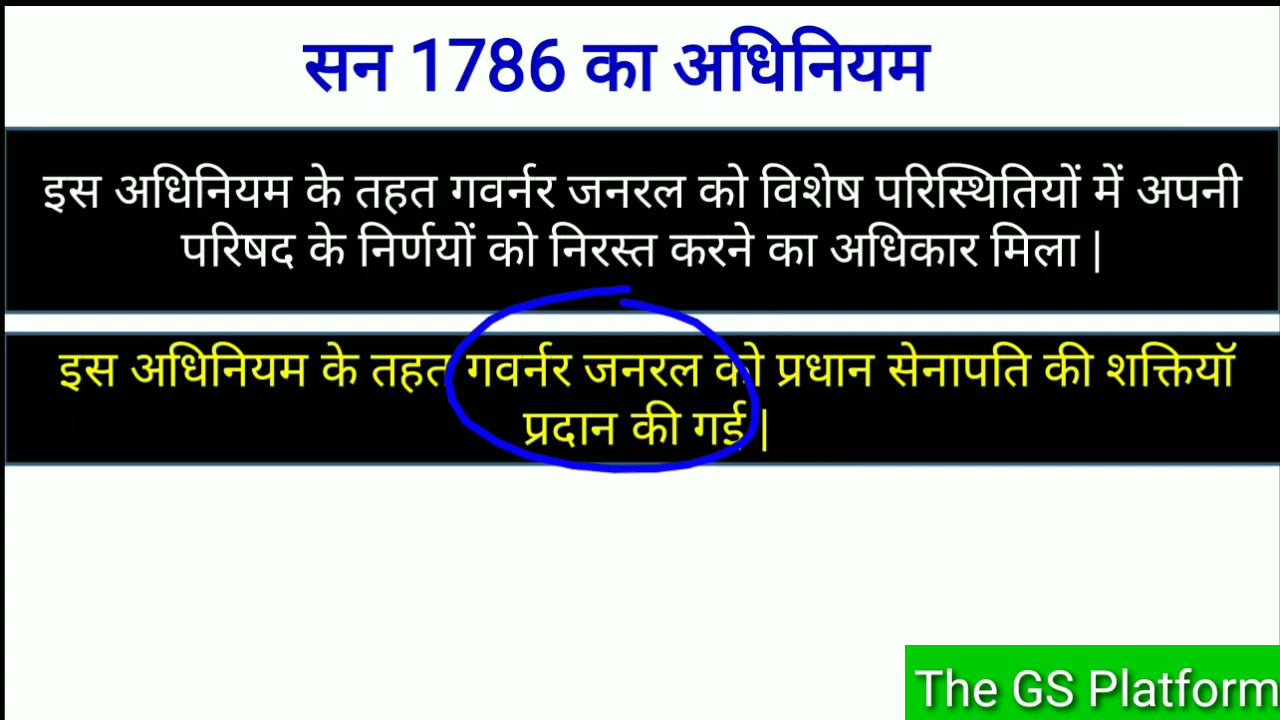 सन 1786 का अधिनियम
इस अधिनियम के तहत गवर्नर जनरल को विशेष परिस्थितियों में अपनी
परिषद के निर्णयों को निरस्त करने का अधिकार मिला |
इस अधिनियम के तहत गवर्नर जनरल को प्रधान सेनापति की शक्तियॉ
प्रदान की गई |
The GS Platform